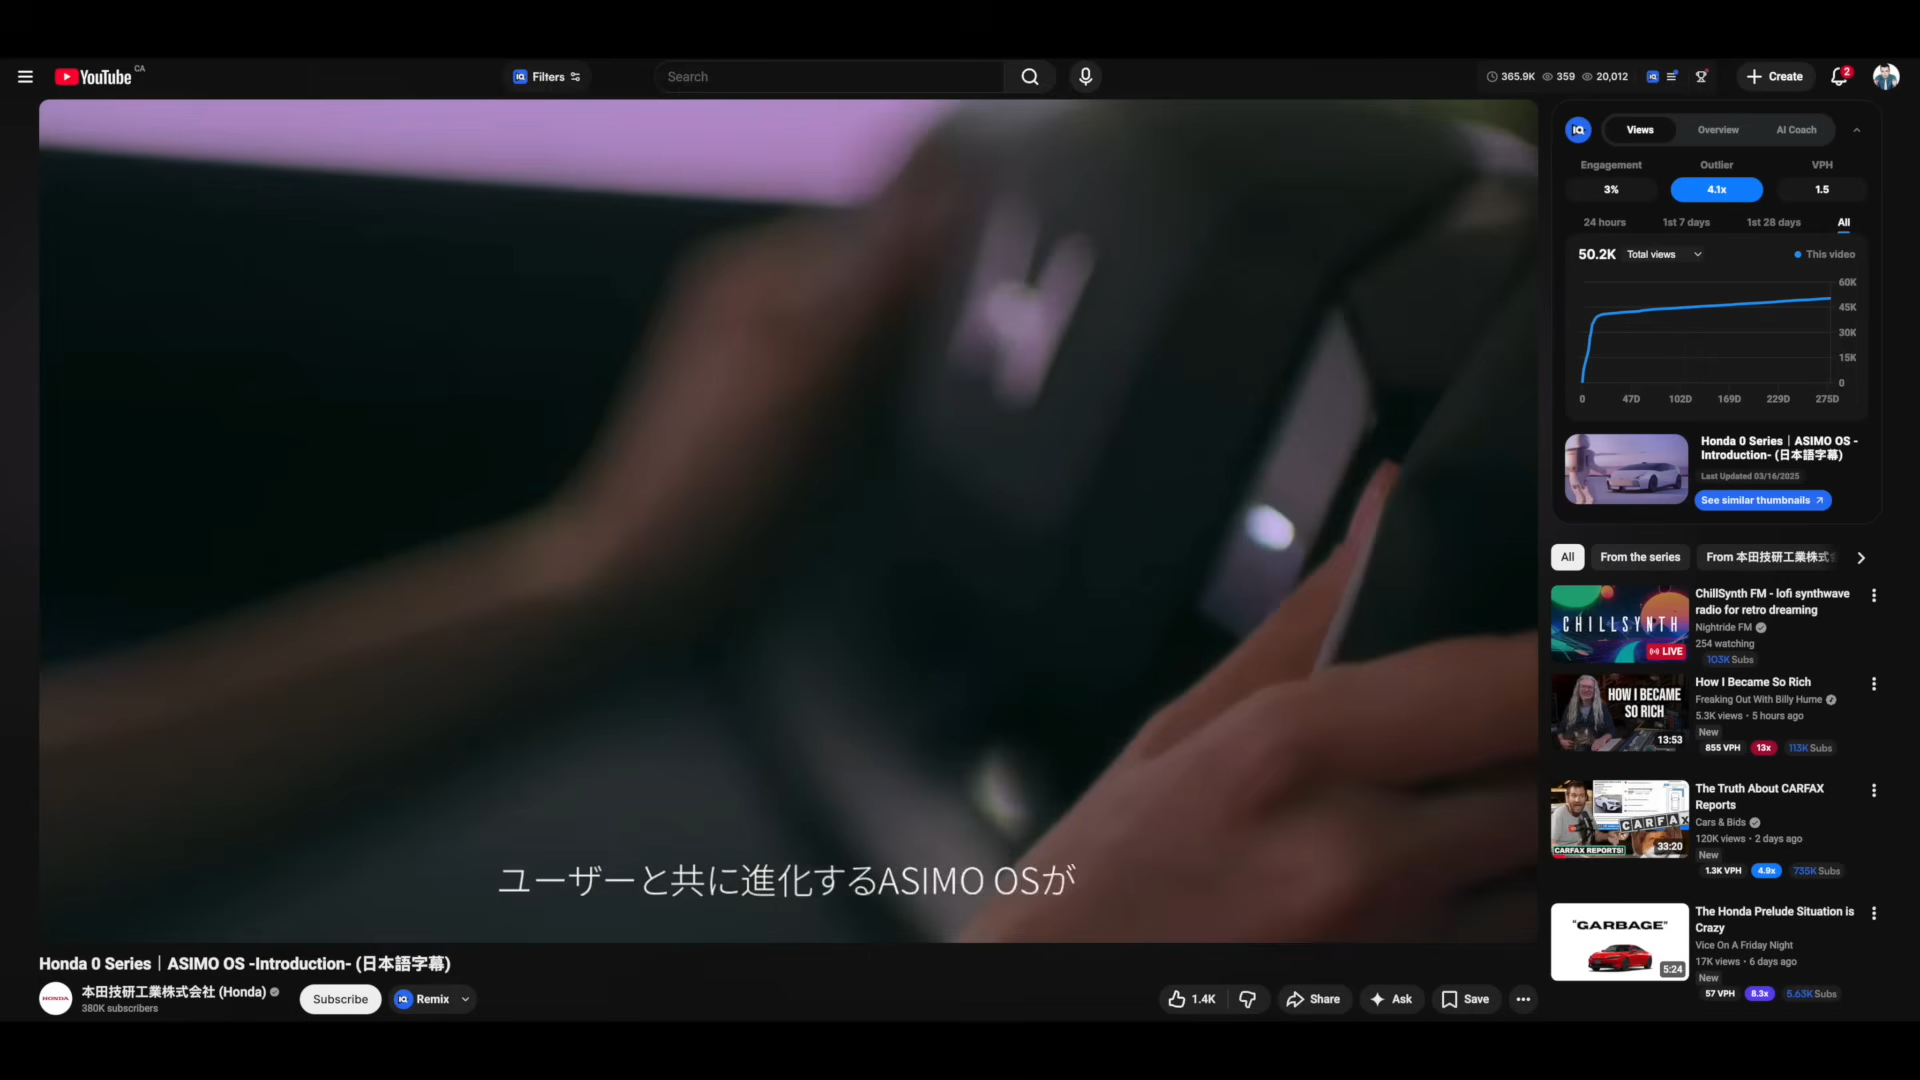 YouTube CA
IQ Filters
Search
365.9K 359 20,012
IQ
Create
2
IQ Views Overview AI Coach
Engagement Outlier VPH
3% 4.1x 1.5
24 hours 1st 7 days 1st 28 days All
50.2K Total views This video
60K
45K
30K
15K
0
0 47D 102D 169D 229D 275D
Honda 0 Series｜ASIMO OS -
Introduction- (日本語字幕)
Last Updated 03/16/2025
See similar thumbnails
All From the series From 本田技研工業株式
CHILLSYNTH
LIVE
ChillSynth FM - lofi synthwave
radio for retro dreaming
Nightride FM
254 watching
103K Subs
HOW I BECAME
SO RICH
13:53
How I Became So Rich
Freaking Out With Billy Hume
5.3K views • 5 hours ago
New
855 VPH 13x 113K Subs
CARFAX
CARFAX REPORTS!
33:20
The Truth About CARFAX
Reports
Cars & Bids
120K views • 2 days ago
New
1.3K VPH 4.9x 735K Subs
"GARBAGE"
5:24
The Honda Prelude Situation is
Crazy
Vice On A Friday Night
17K views • 6 days ago
New
57 VPH 8.3x 5.63K Subs
ユーザーと共に進化するASIMO OSが
Honda 0 Series｜ASIMO OS -Introduction- (日本語字幕)
HONDA
本田技研工業株式会社 (Honda)
380K subscribers
Subscribe
IQ Remix
1.4K Share Ask Save